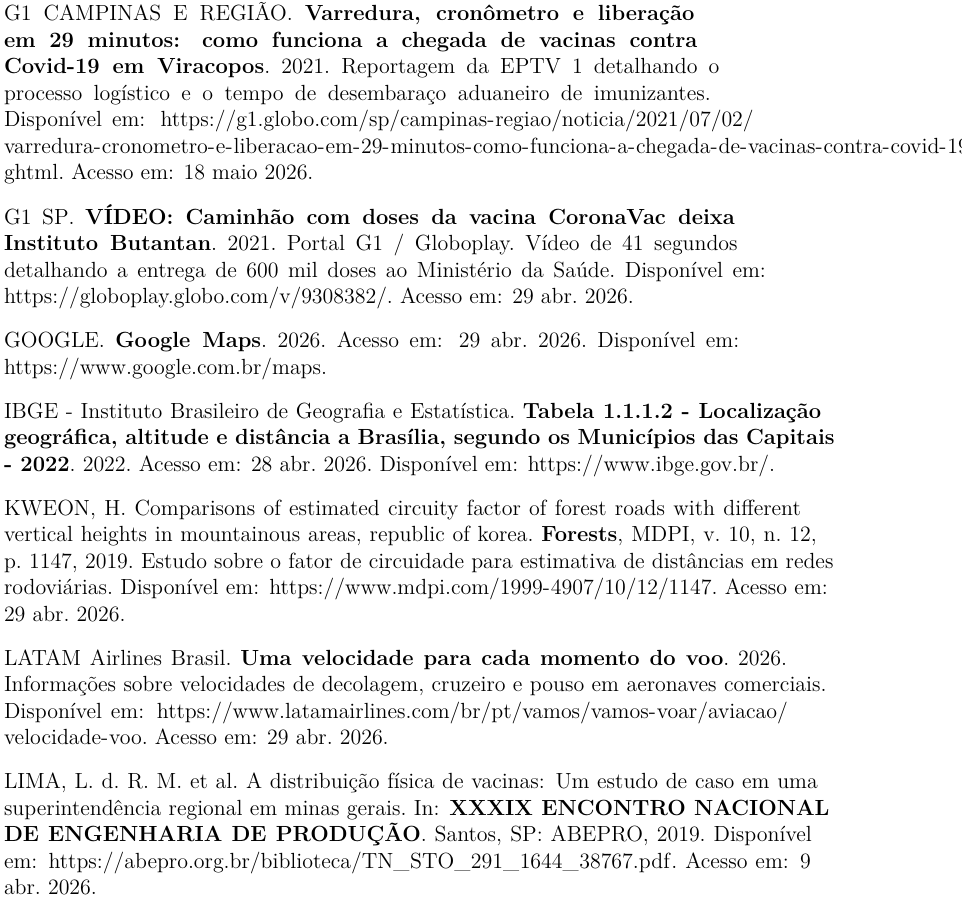 G1 CAMPINAS E REGIÃO. Varredura, cronômetro e liberação
em 29 minutos: como funciona a chegada de vacinas contra
Covid-19 em Viracopos. 2021. Reportagem da EPTV 1 detalhando o
processo logístico e o tempo de desembaraço aduaneiro de imunizantes.
Disponível em: https://g1.globo.com/sp/campinas-regiao/noticia/2021/07/02/
varredura-cronometro-e-liberacao-em-29-minutos-como-funciona-a-chegada-de-vacinas-contra-covid-19
ghtml. Acesso em: 18 maio 2026.
G1 SP. VÍDEO: Caminhão com doses da vacina CoronaVac deixa
Instituto Butantan. 2021. Portal G1 / Globoplay. Vídeo de 41 segundos
detalhando a entrega de 600 mil doses ao Ministério da Saúde. Disponível em:
https://globoplay.globo.com/v/9308382/. Acesso em: 29 abr. 2026.
GOOGLE. Google Maps. 2026. Acesso em: 29 abr. 2026. Disponível em:
https://www.google.com.br/maps.
IBGE - Instituto Brasileiro de Geografia e Estatística. Tabela 1.1.1.2 - Localização
geográfica, altitude e distância a Brasília, segundo os Municípios das Capitais
- 2022. 2022. Acesso em: 28 abr. 2026. Disponível em: https://www.ibge.gov.br/.
KWEON, H. Comparisons of estimated circuity factor of forest roads with different
vertical heights in mountainous areas, republic of korea. Forests, MDPI, v. 10, n. 12,
p. 1147, 2019. Estudo sobre o fator de circuidade para estimativa de distâncias em redes
rodoviárias. Disponível em: https://www.mdpi.com/1999-4907/10/12/1147. Acesso em:
29 abr. 2026.
LATAM Airlines Brasil. Uma velocidade para cada momento do voo. 2026.
Informações sobre velocidades de decolagem, cruzeiro e pouso em aeronaves comerciais.
Disponível em: https://www.latamairlines.com/br/pt/vamos/vamos-voar/aviacao/
velocidade-voo. Acesso em: 29 abr. 2026.
LIMA, L. d. R. M. et al. A distribuição física de vacinas: Um estudo de caso em uma
superintendência regional em minas gerais. In: XXXIX ENCONTRO NACIONAL
DE ENGENHARIA DE PRODUÇÃO. Santos, SP: ABEPRO, 2019. Disponível
em: https://abepro.org.br/biblioteca/TN_STO_291_1644_38767.pdf. Acesso em: 9
abr. 2026.